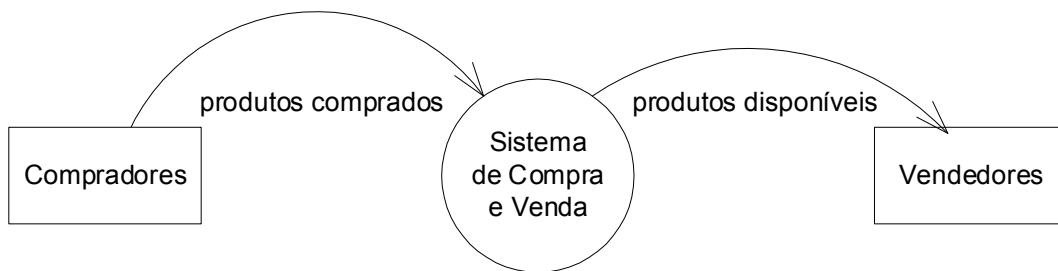 produtos comprados
produtos disponíveis
Compradores
Sistema
de Compra
e Venda
Vendedores